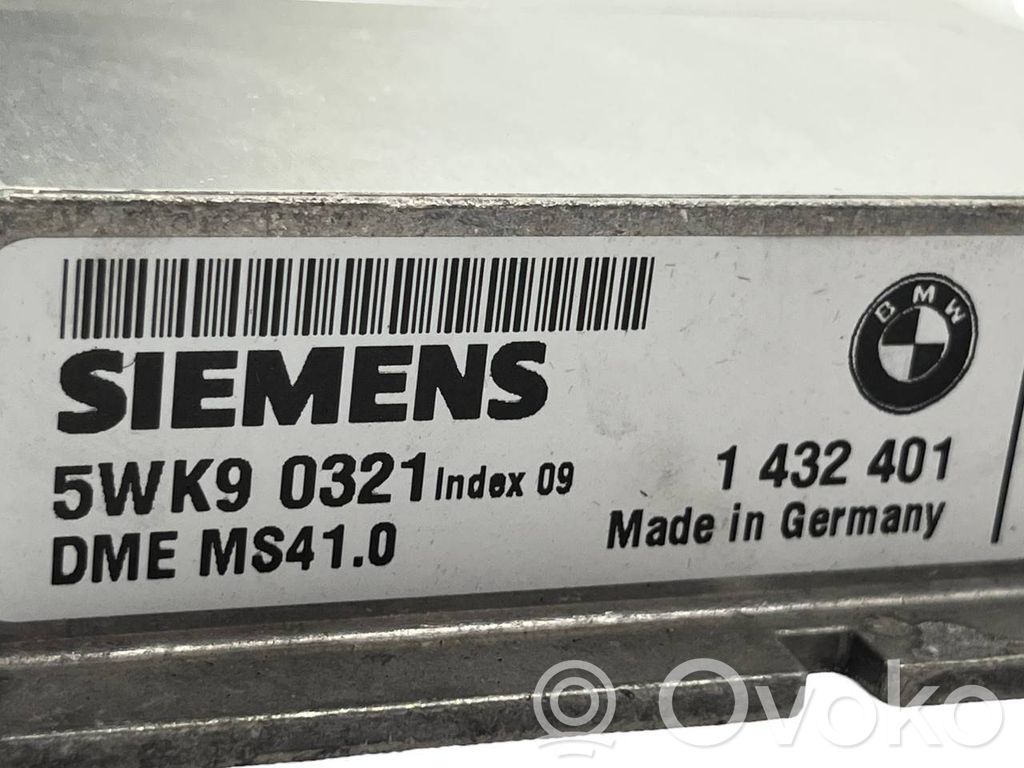 BMW
SIEMENS
5WK9 0321 Index 09
1 432 401
DME MS41.0
Made in Germany
Ovoko